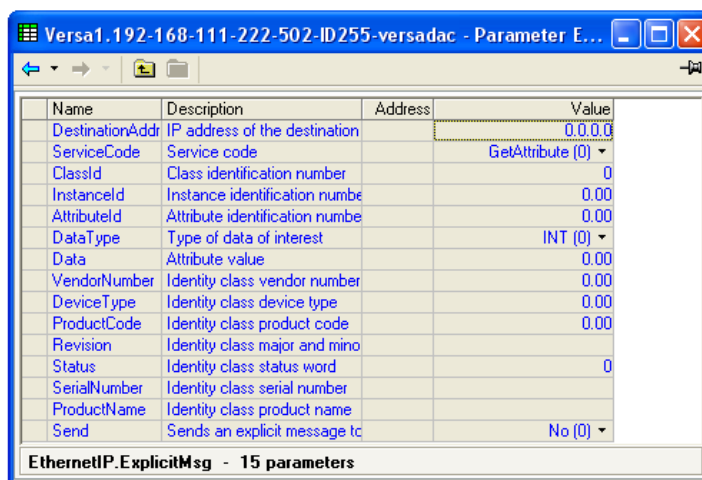 Versa1.192-168-111-222-502-ID255-versadac - Parameter E...
Name Description Address Value
DestinationAddr IP address of the destination 0.0.0.0
ServiceCode Service code GetAttribute (0)
ClassId Class identification number 0
InstanceId Instance identification numbe 0.00
AttributeId Attribute identification numbe 0.00
DataType Type of data of interest INT (0)
Data Attribute value 0.00
VendorNumber Identity class vendor number 0.00
DeviceType Identity class device type 0.00
ProductCode Identity class product code 0.00
Revision Identity class major and mino
Status Identity class status word 0
SerialNumber Identity class serial number
ProductName Identity class product name
Send Sends an explicit message to No (0)
EthernetIP.ExplicitMsg - 15 parameters